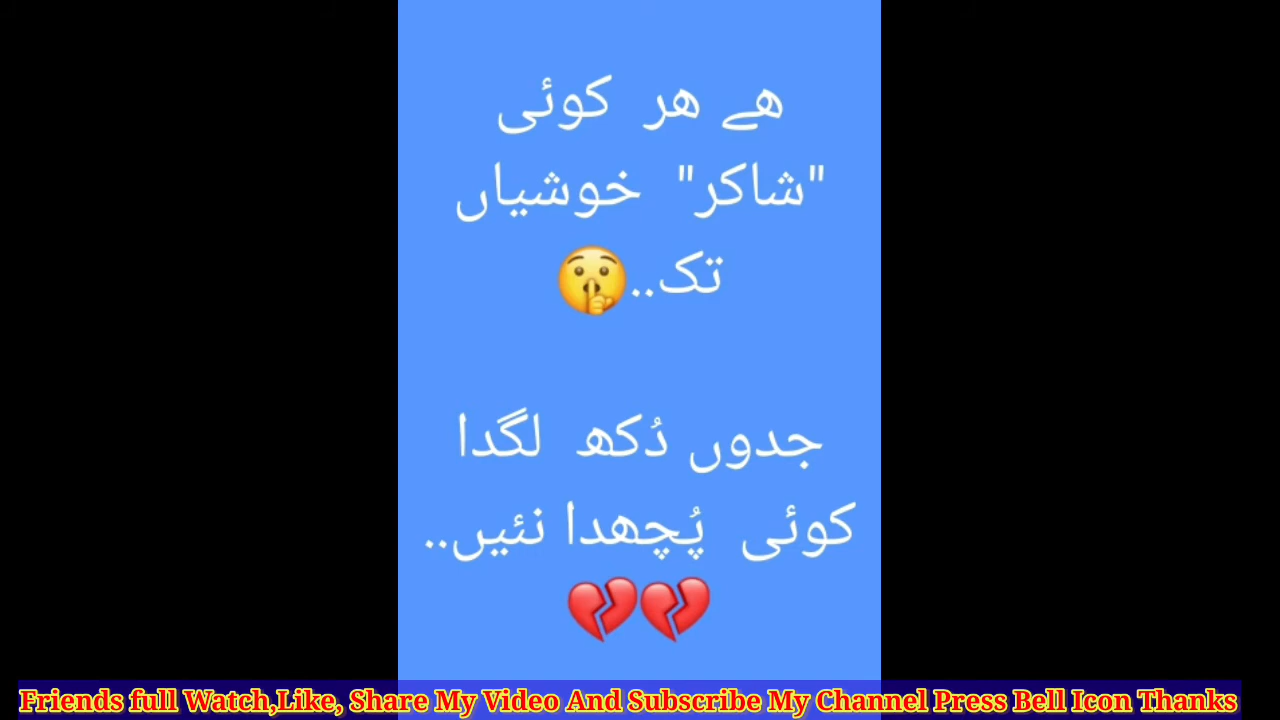 ھے ھر کوئی
"شاکر" خوشیاں
تک..🤫
جدوں دُکھ لگدا
کوئی پُچھدا نئیں..
💔💔
Friends full Watch,Like, Share My Video And Subscribe My Channel Press Bell Icon Thanks